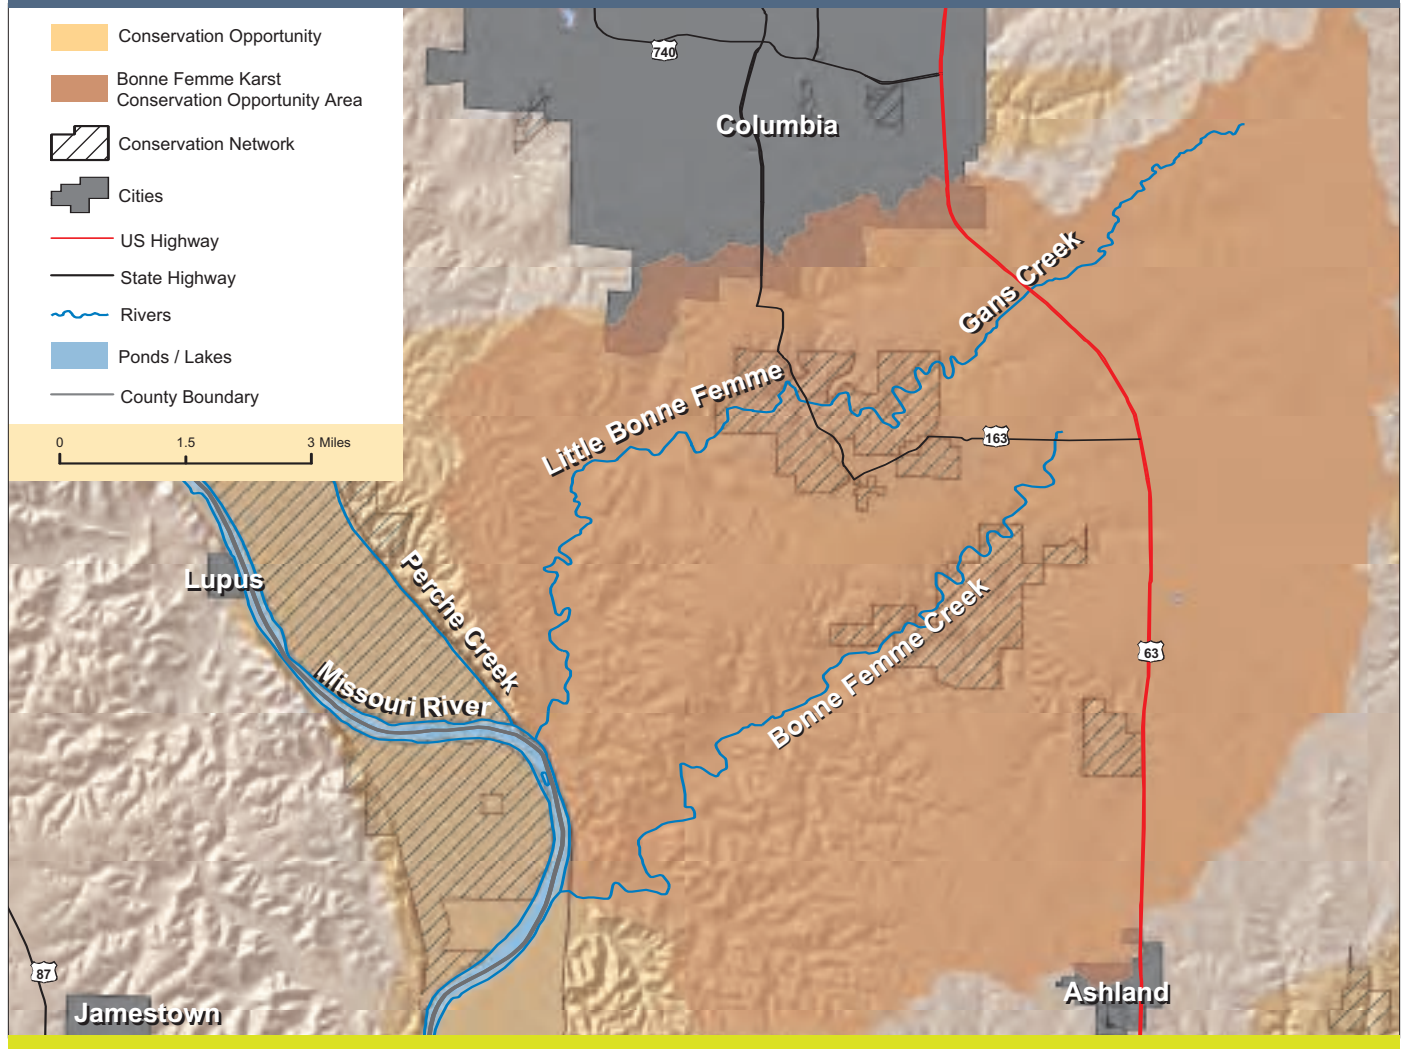 Conservation Opportunity
Bonne Femme Karst
Conservation Opportunity Area
Conservation Network
Cities
US Highway
State Highway
Rivers
Ponds / Lakes
County Boundary
0 1.5 3 Miles
740
Columbia
Gans Creek
Little Bonne Femme
163
Perche Creek
Lupus
Bonne Femme Creek
63
Missouri River
87
Jamestown
Ashland